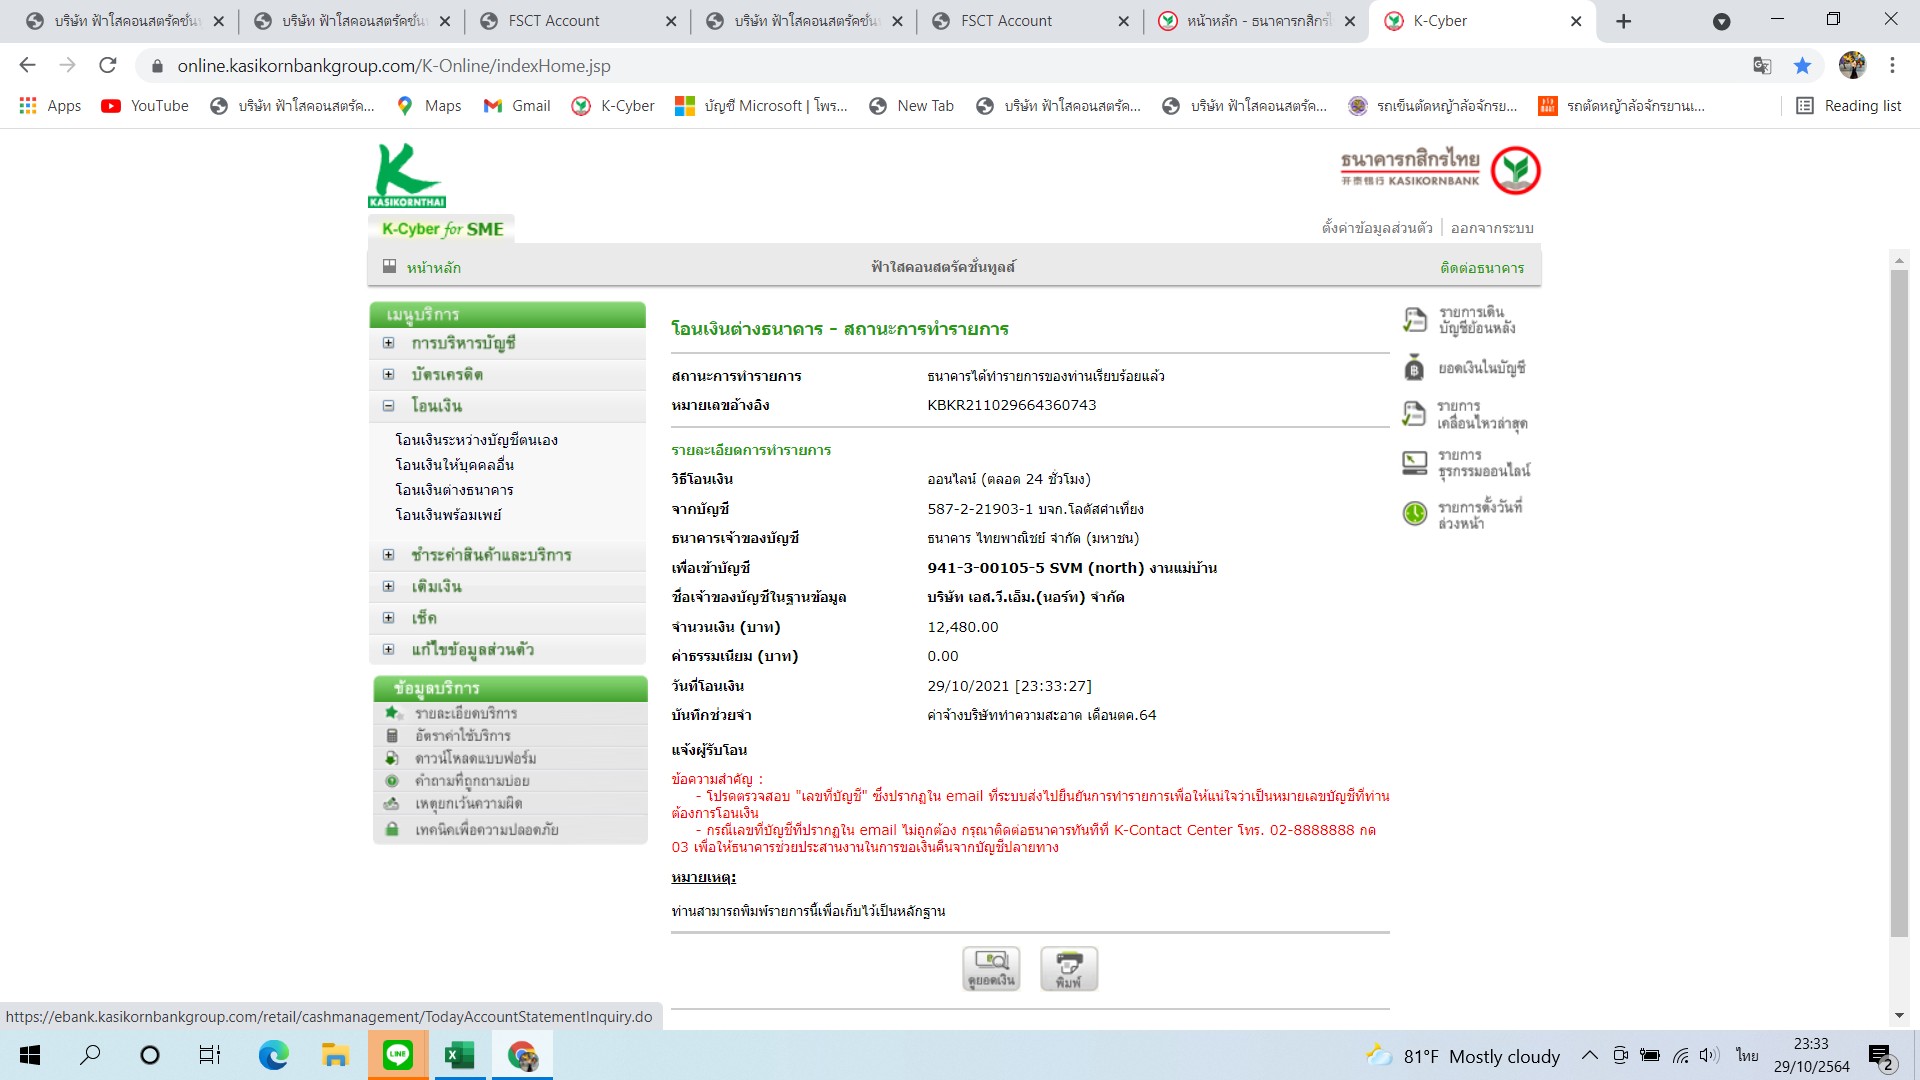 บริษัท ฟ้าใสคอนสตรัคชั่น
บริษัท ฟ้าใสคอนสตรัคชั่น
FSCT Account
บริษัท ฟ้าใสคอนสตรัคชั่น
FSCT Account
หน้าหลัก - ธนาคารกสิกรไ
K-Cyber
online.kasikornbankgroup.com/K-Online/indexHome.jsp
Apps
YouTube
บริษัท ฟ้าใสคอนสตรัค...
Maps
Gmail
K-Cyber
บัญชี Microsoft | โพร...
New Tab
บริษัท ฟ้าใสคอนสตรัค...
บริษัท ฟ้าใสคอนสตรัค...
รถเข็นตัดหญ้าล้อจักรย...
รถตัดหญ้าล้อจักรยานเ...
Reading list
KASIKORNTHAI
ธนาคารกสิกรไทย
开泰银行 KASIKORNBANK
K-Cyber for SME
ตั้งค่าข้อมูลส่วนตัว
ออกจากระบบ
หน้าหลัก
ฟ้าใสคอนสตรัคชั่นทูลส์
ติดต่อธนาคาร
เมนูบริการ
การบริหารบัญชี
บัตรเครดิต
โอนเงิน
โอนเงินระหว่างบัญชีตนเอง
โอนเงินให้บุคคลอื่น
โอนเงินต่างธนาคาร
โอนเงินพร้อมเพย์
ชำระค่าสินค้าและบริการ
เติมเงิน
เช็ค
แก้ไขข้อมูลส่วนตัว
ข้อมูลบริการ
รายละเอียดบริการ
อัตราค่าใช้บริการ
ดาวน์โหลดแบบฟอร์ม
คำถามที่ถูกถามบ่อย
เหตุยกเว้นความผิด
เทคนิคเพื่อความปลอดภัย
โอนเงินต่างธนาคาร - สถานะการทำรายการ
สถานะการทำรายการ ธนาคารได้ทำรายการของท่านเรียบร้อยแล้ว
หมายเลขอ้างอิง KBKR211029664360743
รายละเอียดการทำรายการ
วิธีโอนเงิน ออนไลน์ (ตลอด 24 ชั่วโมง)
จากบัญชี 587-2-21903-1 บจก.โลตัสคำเที่ยง
ธนาคารเจ้าของบัญชี ธนาคาร ไทยพาณิชย์ จำกัด (มหาชน)
เพื่อเข้าบัญชี 941-3-00105-5 SVM (north) งานแม่บ้าน
ชื่อเจ้าของบัญชีในฐานข้อมูล บริษัท เอส.วี.เอ็ม.(นอร์ท) จำกัด
จำนวนเงิน (บาท) 12,480.00
ค่าธรรมเนียม (บาท) 0.00
วันที่โอนเงิน 29/10/2021 [23:33:27]
บันทึกช่วยจำ ค่าจ้างบริษัททำความสะอาด เดือนตค.64
แจ้งผู้รับโอน
ข้อความสำคัญ :
- โปรดตรวจสอบ "เลขที่บัญชี" ซึ่งปรากฏใน email ที่ระบบส่งไปยืนยันการทำรายการเพื่อให้แน่ใจว่าเป็นหมายเลขบัญชีที่ท่าน
ต้องการโอนเงิน
- กรณีเลขที่บัญชีที่ปรากฏใน email ไม่ถูกต้อง กรุณาติดต่อธนาคารทันทีที่ K-Contact Center โทร. 02-8888888 กด
03 เพื่อให้ธนาคารช่วยประสานงานในการขอเงินคืนจากบัญชีปลายทาง
หมายเหตุ:
ท่านสามารถพิมพ์รายการนี้เพื่อเก็บไว้เป็นหลักฐาน
ดูยอดเงิน
พิมพ์
รายการเดิน
บัญชีย้อนหลัง
ยอดเงินในบัญชี
รายการ
เคลื่อนไหวล่าสุด
รายการ
ธุรกรรมออนไลน์
รายการตั้งวันที่
ล่วงหน้า
https://ebank.kasikornbankgroup.com/retail/cashmanagement/TodayAccountStatementInquiry.do
LINE
81°F Mostly cloudy
ไทย
23:33
29/10/2564
2